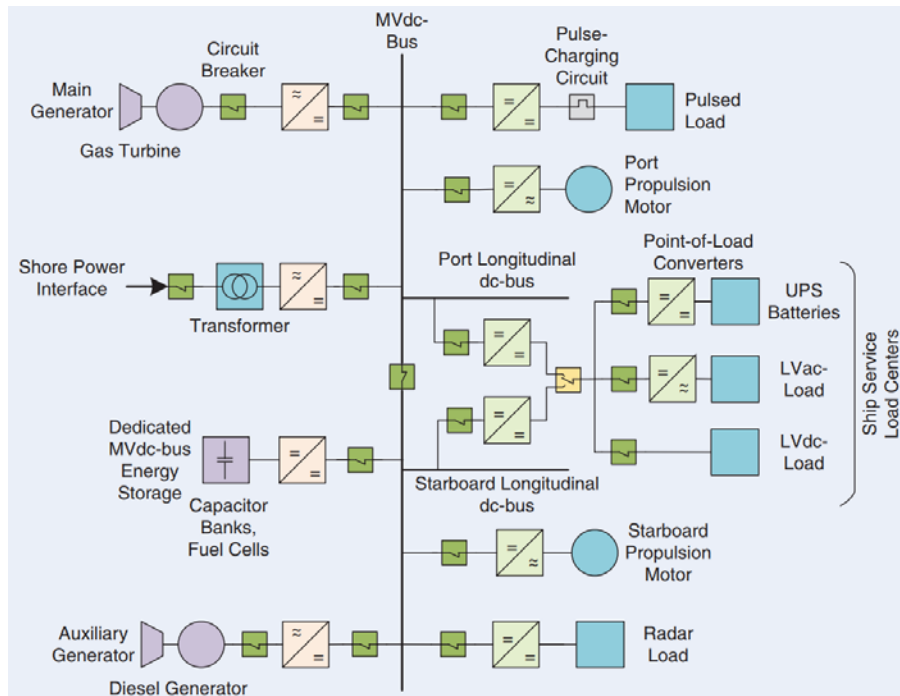 MVdc-
Bus
Circuit
Breaker
Pulse-
Charging
Circuit
Main
Generator
Gas Turbine
Pulsed
Load
Port
Propulsion
Motor
Shore Power
Interface
Transformer
Port Longitudinal
dc-bus
Point-of-Load
Converters
UPS
Batteries
LVac-
Load
LVdc-
Load
Ship Service
Load Centers
Dedicated
MVdc-bus
Energy
Storage
Capacitor
Banks,
Fuel Cells
Starboard Longitudinal
dc-bus
Starboard
Propulsion
Motor
Auxiliary
Generator
Diesel Generator
Radar
Load